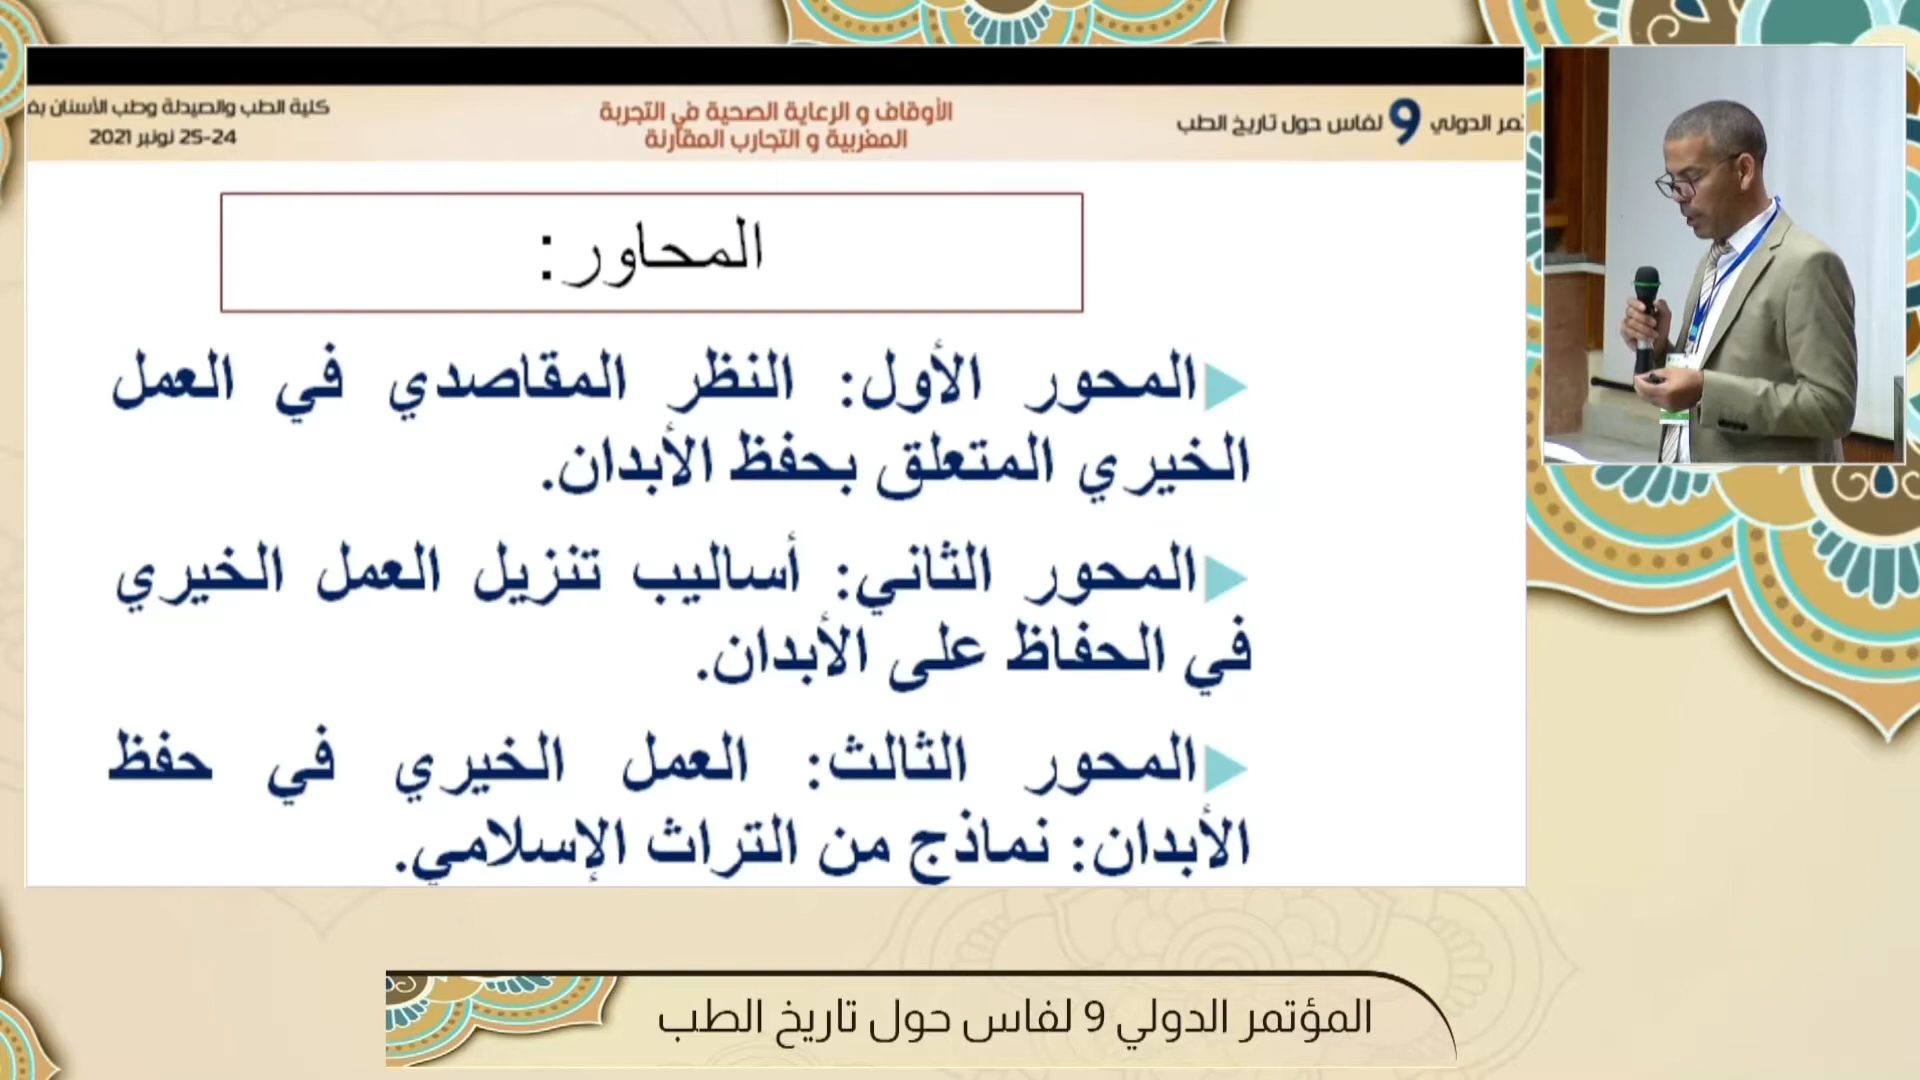 لفاس حول تاريخ الطب 9 تمر الدولي
الأوقاف و الرعاية الصحية في التجربة
المغربية و التجارب المقارنة
كلية الطب والصيدلة وطب الأسنان
24-25 نونبر 2021
المحاور:
المحور الأول: النظر المقاصدي في العمل
الخيري المتعلق بحفظ الأبدان.
المحور الثاني: أساليب تنزيل العمل الخيري
في الحفاظ على الأبدان.
المحور الثالث: العمل الخيري في حفظ
الأبدان: نماذج من التراث الإسلامي.
المؤتمر الدولي 9 لفاس حول تاريخ الطب